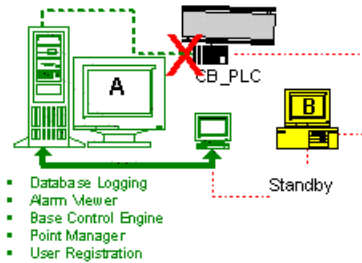 A
CB_PLC
B
Standby
Database Logging
Alarm Viewer
Base Control Engine
Point Manager
User Registration